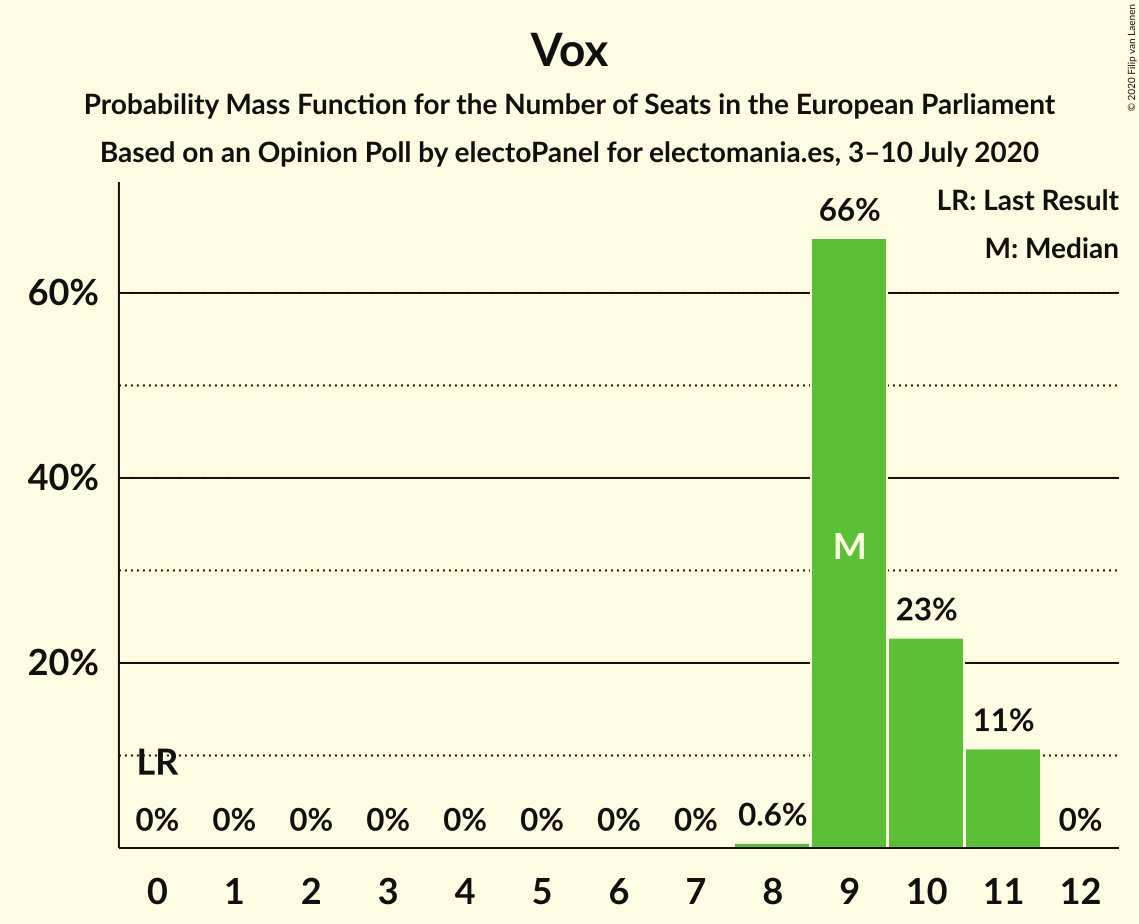 Vox
Probability Mass Function for the Number of Seats in the European Parliament
Based on an Opinion Poll by electoPanel for electomania.es, 3–10 July 2020
© 2020 Filip van Laenen
LR: Last Result
M: Median
60%
40%
20%
66%
M
23%
11%
LR
0% 0% 0% 0% 0% 0% 0% 0% 0.6% 0%
0 1 2 3 4 5 6 7 8 9 10 11 12